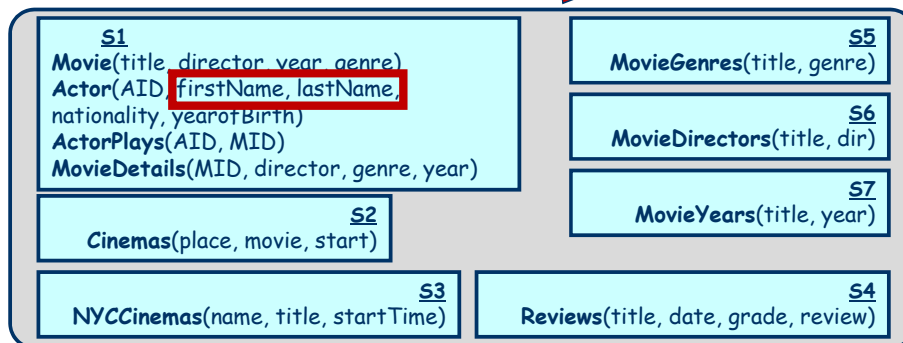 S1
Movie(title, director, year, genre)
Actor(AID, firstName, lastName,
nationality, yearofBirth)
ActorPlays(AID, MID)
MovieDetails(MID, director, genre, year)
S2
Cinemas(place, movie, start)
S3
NYCCinemas(name, title, startTime)
S5
MovieGenres(title, genre)
S6
MovieDirectors(title, dir)
S7
MovieYears(title, year)
S4
Reviews(title, date, grade, review)